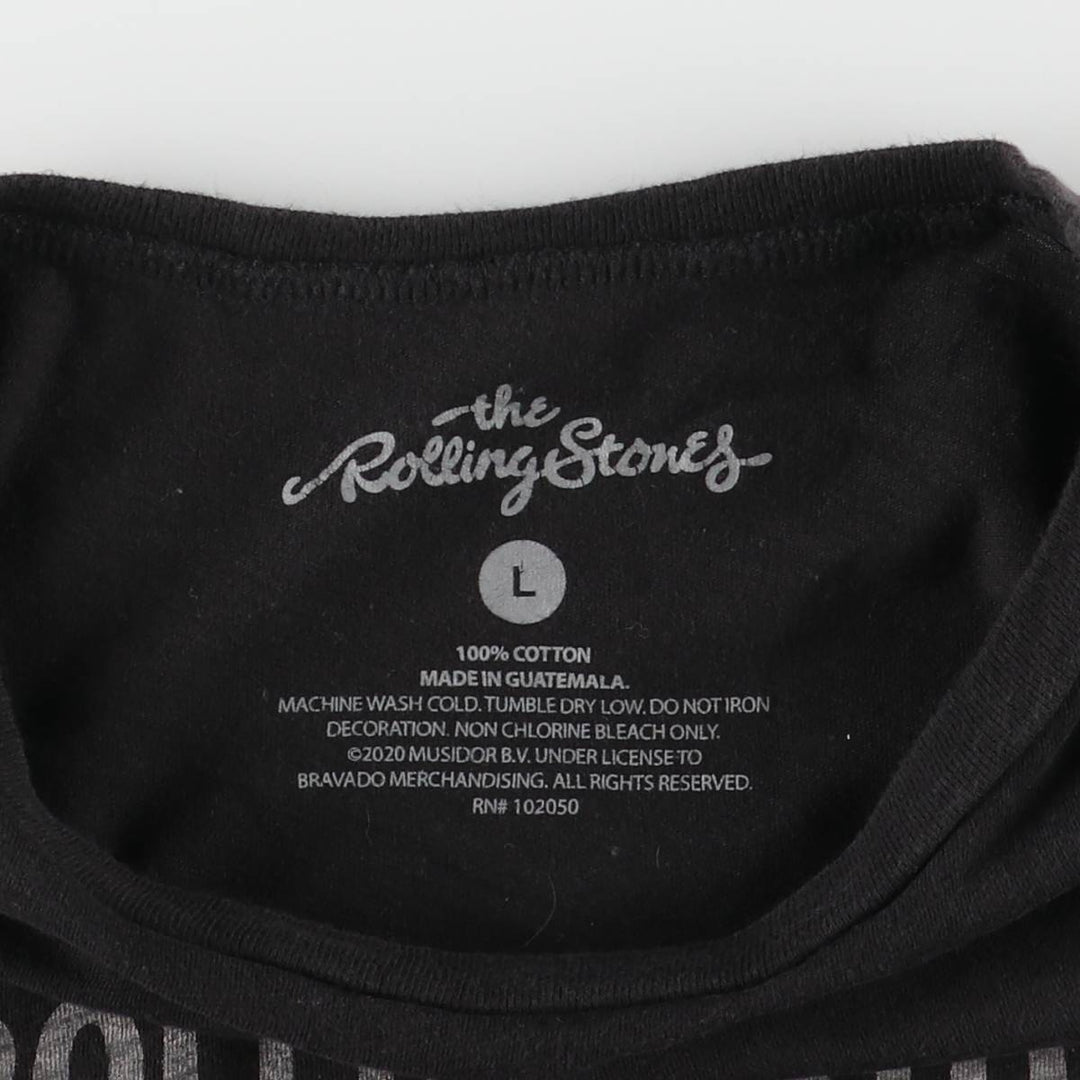 the
Rolling Stones
L
100% COTTON
MADE IN GUATEMALA.
MACHINE WASH COLD. TUMBLE DRY LOW. DO NOT IRON
DECORATION. NON CHLORINE BLEACH ONLY.
©2020 MUSIDOR B.V. UNDER LICENSE TO
BRAVADO MERCHANDISING. ALL RIGHTS RESERVED.
RN# 102050